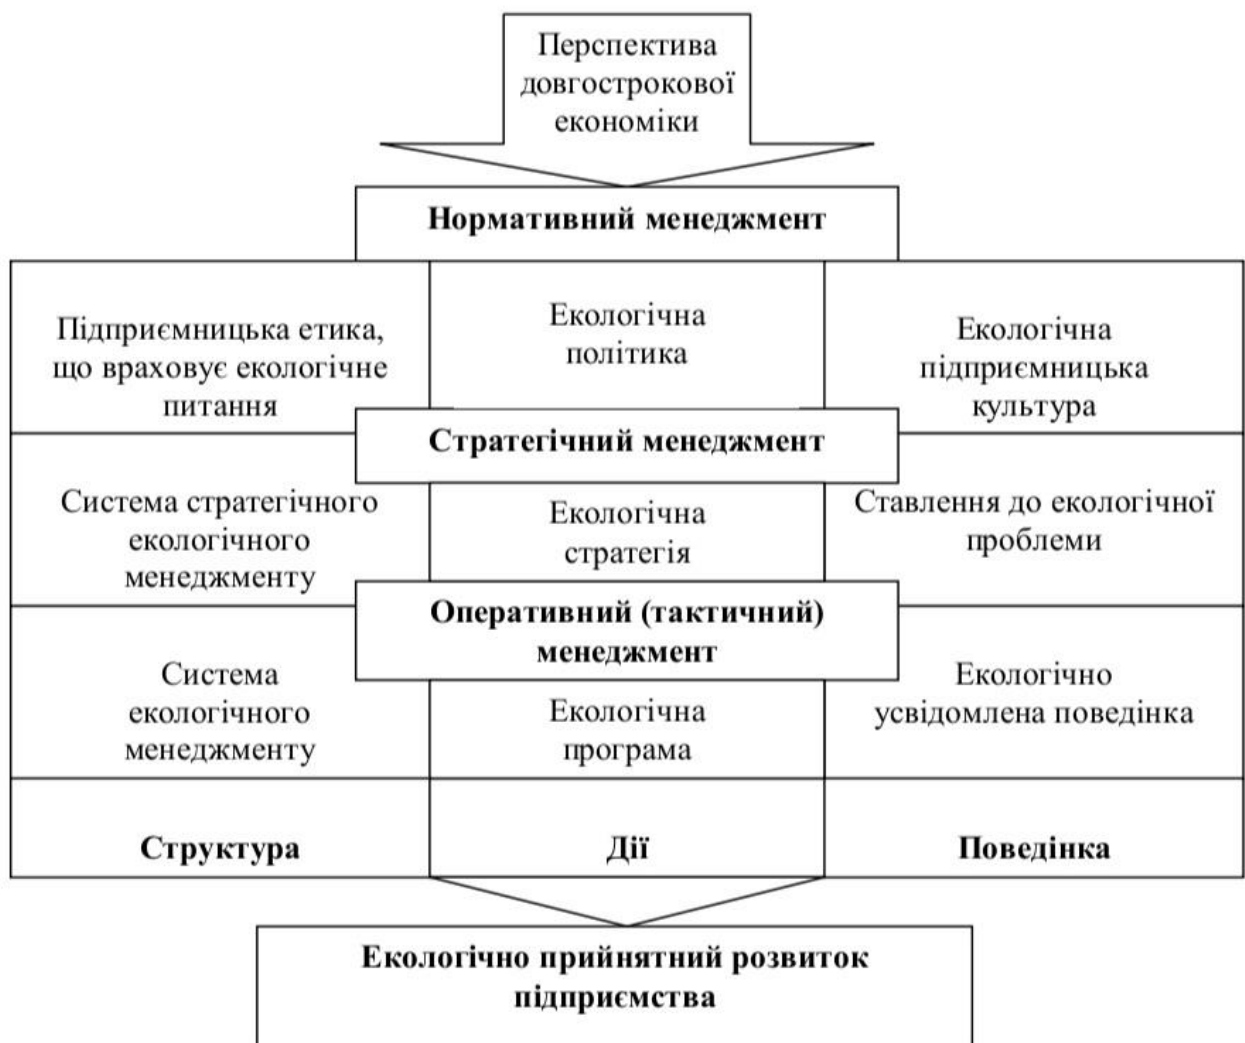 Перспектива
довгострокової
економіки
Нормативний менеджмент
Підприємницька етика,
що враховує екологічне
питання
Екологічна
політика
Екологічна
підприємницька
культура
Стратегічний менеджмент
Система стратегічного
екологічного
менеджменту
Екологічна
стратегія
Ставлення до екологічної
проблеми
Оперативний (тактичний)
менеджмент
Система
екологічного
менеджменту
Екологічна
програма
Екологічно
усвідомлена поведінка
Структура
Дії
Поведінка
Екологічно прийнятний розвиток
підприємства